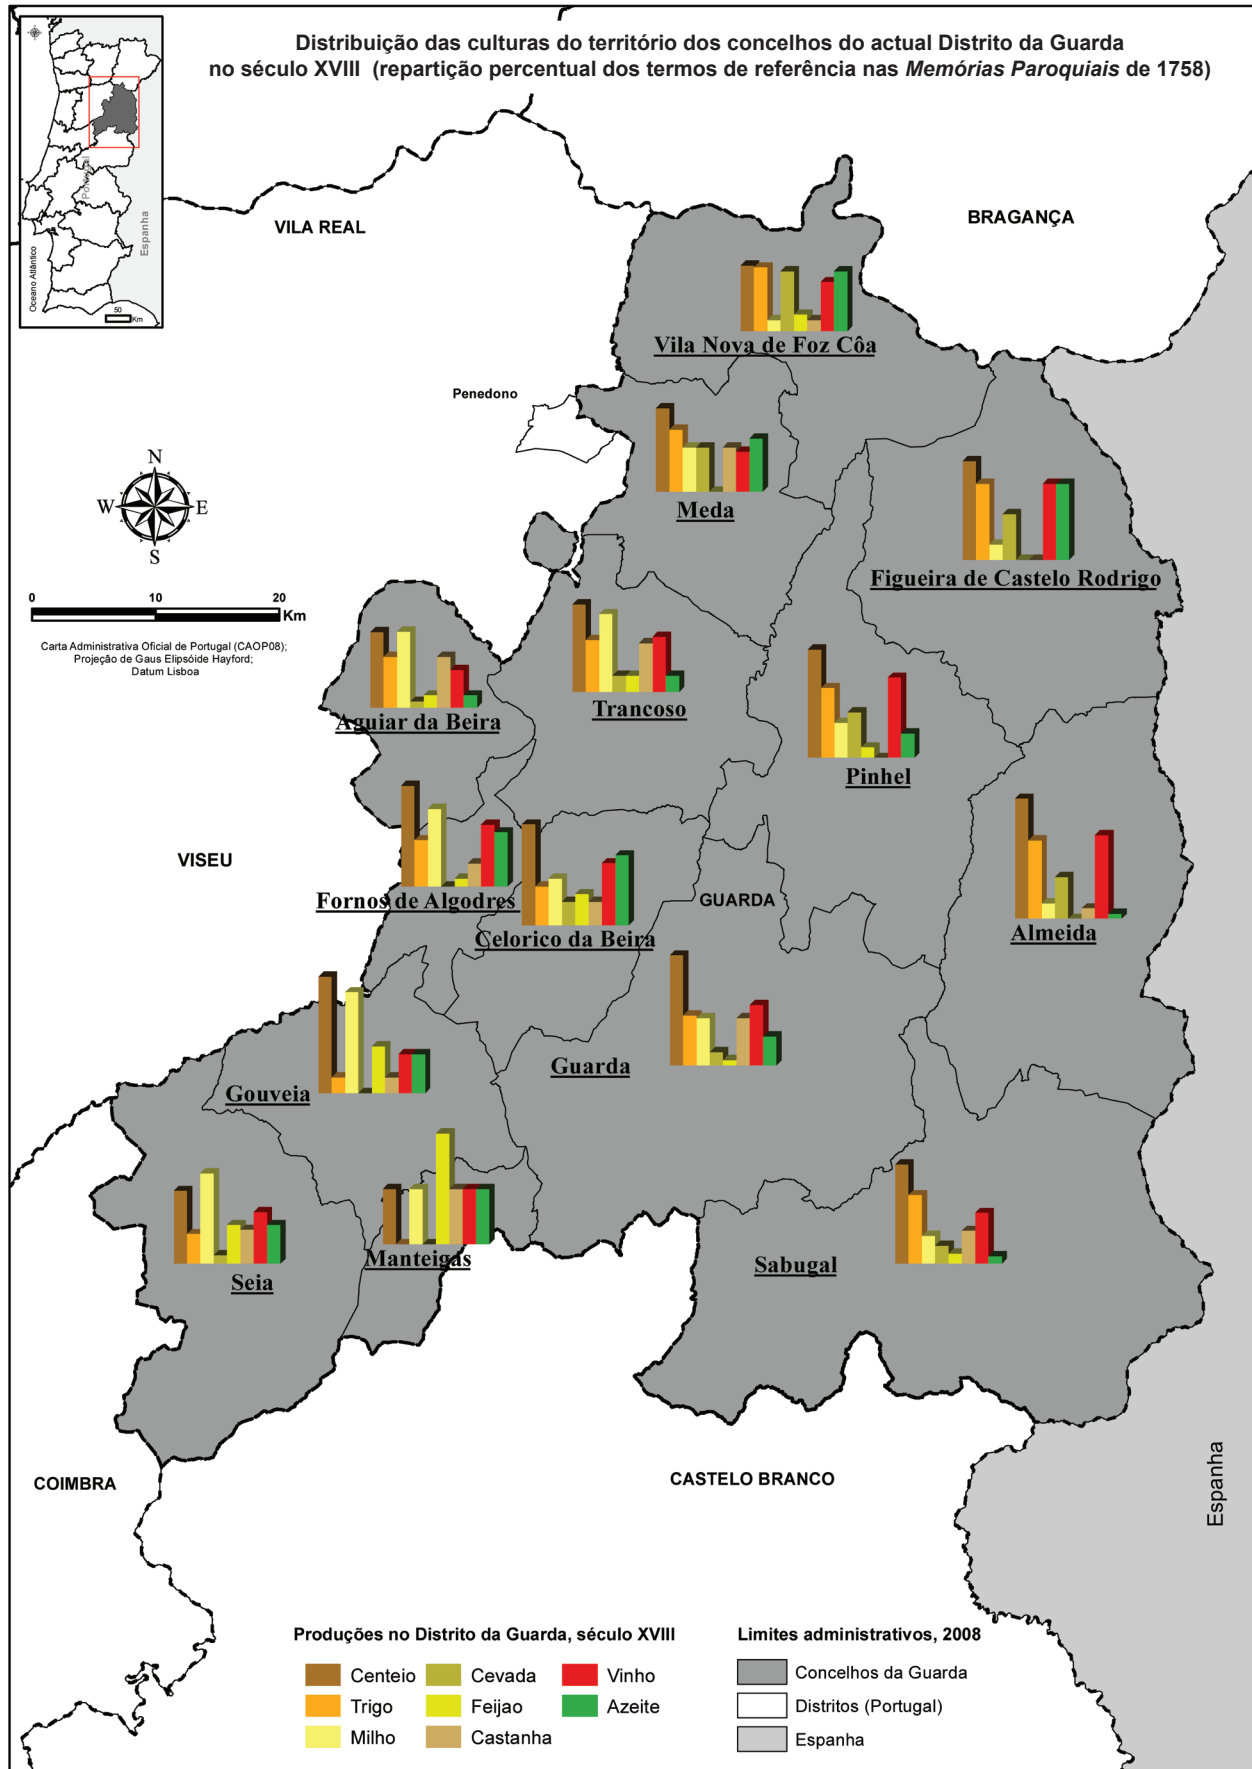 Distribuição das culturas do território dos concelhos do actual Distrito da Guarda
no século XVIII (repartição percentual dos termos de referência nas Memórias Paroquiais de 1758)
Portugal
Espanha
Oceano Atlântico
50
Km
VILA REAL
BRAGANÇA
Vila Nova de Foz Côa
Penedono
Meda
N
W E
S
Figueira de Castelo Rodrigo
0 10 20
Km
Carta Administrativa Oficial de Portugal (CAOP08);
Projeção de Gaus Elipsóide Hayford;
Datum Lisboa
Trancoso
Aguiar da Beira
Pinhel
VISEU
Fornos de Algodres
GUARDA
Celorico da Beira
Almeida
Guarda
Gouveia
Manteigas
Sabugal
Seia
Espanha
COIMBRA
CASTELO BRANCO
Produções no Distrito da Guarda, século XVIII
Centeio
Trigo
Milho
Cevada
Feijao
Castanha
Vinho
Azeite
Limites administrativos, 2008
Concelhos da Guarda
Distritos (Portugal)
Espanha